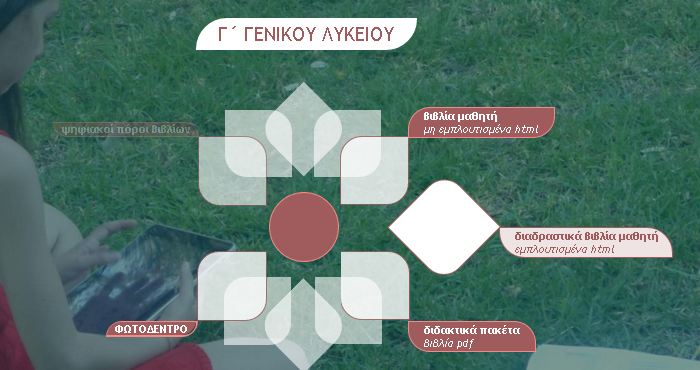 Γ΄ ΓΕΝΙΚΟΥ ΛΥΚΕΙΟΥ
ψηφιακοί πόροι βιβλίων
βιβλία μαθητή
μη εμπλουτισμένα html
διαδραστικά βιβλία μαθητή
εμπλουτισμένα html
ΦΩΤΟΔΕΝΤΡΟ
διδακτικά πακέτα
βιβλία pdf